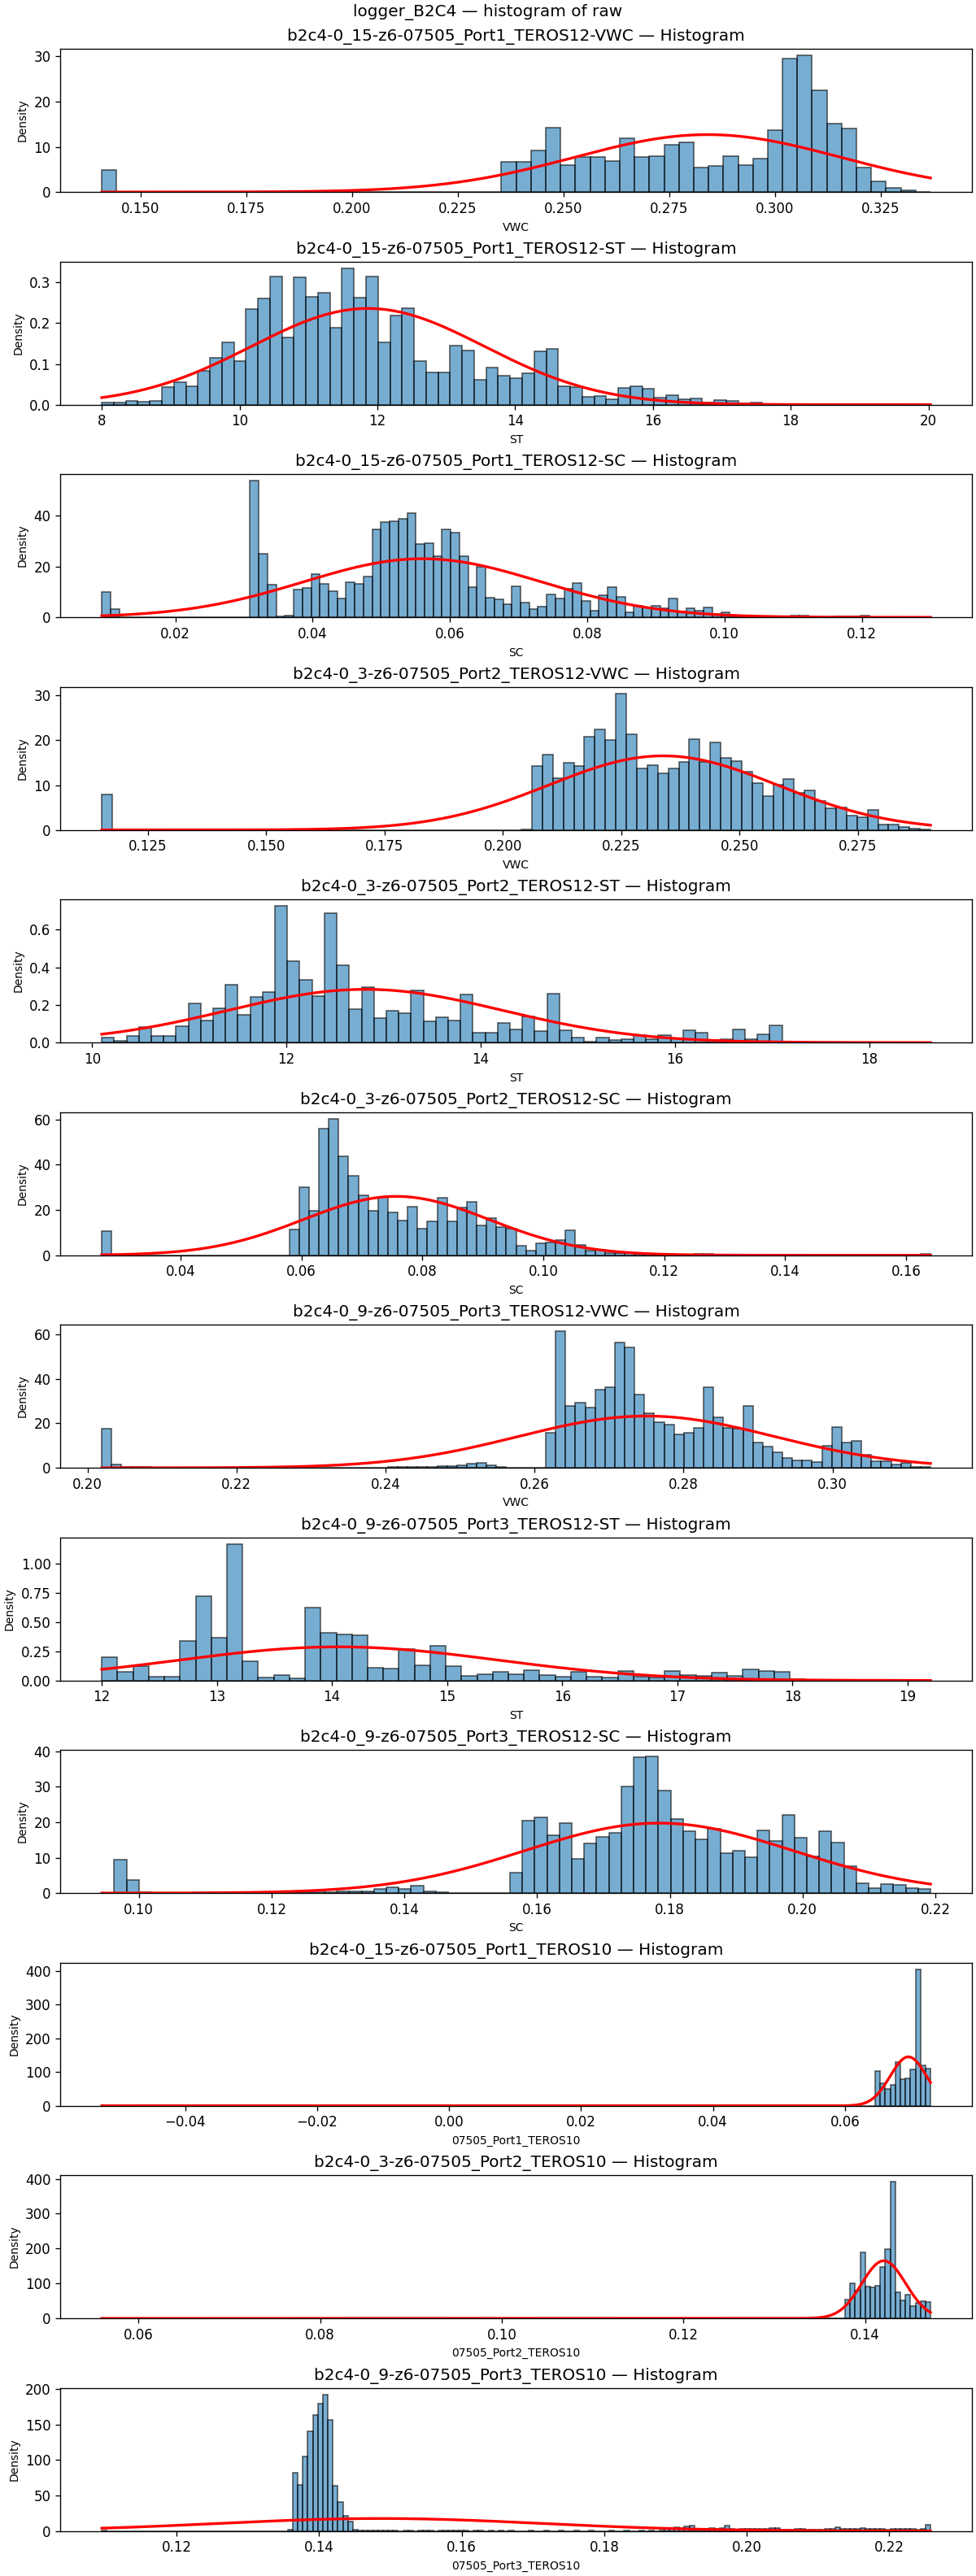 logger_B2C4 — histogram of raw
b2c4-0_15-z6-07505_Port1_TEROS12-VWC — Histogram
30
20
10
0
Density
0.150 0.175 0.200 0.225 0.250 0.275 0.300 0.325
VWC
b2c4-0_15-z6-07505_Port1_TEROS12-ST — Histogram
0.3
0.2
0.1
0.0
Density
8 10 12 14 16 18 20
ST
b2c4-0_15-z6-07505_Port1_TEROS12-SC — Histogram
40
20
0
Density
0.02 0.04 0.06 0.08 0.10 0.12
SC
b2c4-0_3-z6-07505_Port2_TEROS12-VWC — Histogram
30
20
10
0
Density
0.125 0.150 0.175 0.200 0.225 0.250 0.275
VWC
b2c4-0_3-z6-07505_Port2_TEROS12-ST — Histogram
0.6
0.4
0.2
0.0
Density
10 12 14 16 18
ST
b2c4-0_3-z6-07505_Port2_TEROS12-SC — Histogram
60
40
20
0
Density
0.04 0.06 0.08 0.10 0.12 0.14 0.16
SC
b2c4-0_9-z6-07505_Port3_TEROS12-VWC — Histogram
60
40
20
0
Density
0.20 0.22 0.24 0.26 0.28 0.30
VWC
b2c4-0_9-z6-07505_Port3_TEROS12-ST — Histogram
1.00
0.75
0.50
0.25
0.00
Density
12 13 14 15 16 17 18 19
ST
b2c4-0_9-z6-07505_Port3_TEROS12-SC — Histogram
40
30
20
10
0
Density
0.10 0.12 0.14 0.16 0.18 0.20 0.22
SC
b2c4-0_15-z6-07505_Port1_TEROS10 — Histogram
400
300
200
100
0
Density
−0.04 −0.02 0.00 0.02 0.04 0.06
07505_Port1_TEROS10
b2c4-0_3-z6-07505_Port2_TEROS10 — Histogram
400
300
200
100
0
Density
0.06 0.08 0.10 0.12 0.14
07505_Port2_TEROS10
b2c4-0_9-z6-07505_Port3_TEROS10 — Histogram
200
150
100
50
0
Density
0.12 0.14 0.16 0.18 0.20 0.22
07505_Port3_TEROS10